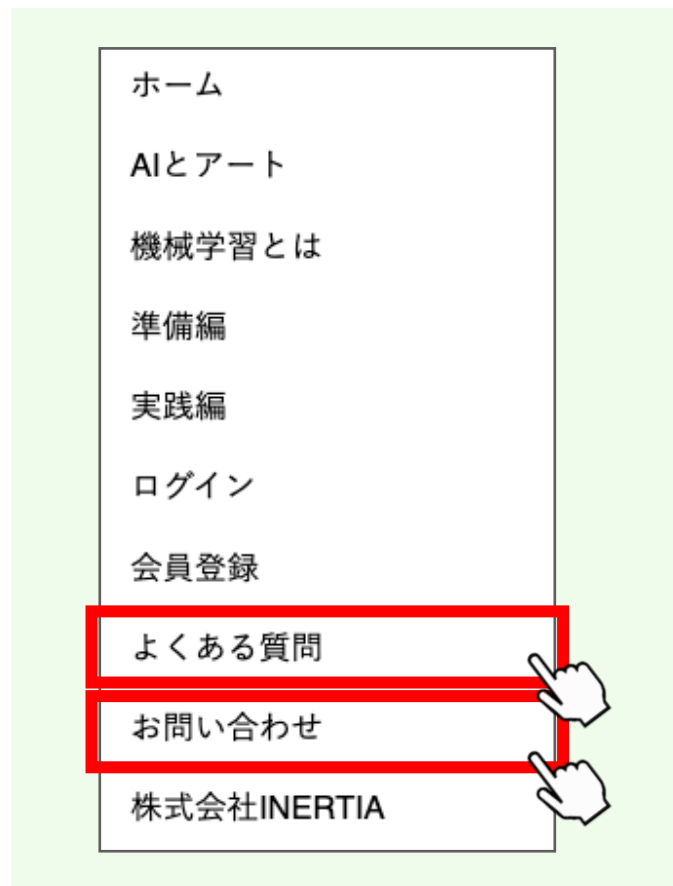 ホーム
AIとアート
機械学習とは
準備編
実践編
ログイン
会員登録
よくある質問
お問い合わせ
株式会社INERTIA